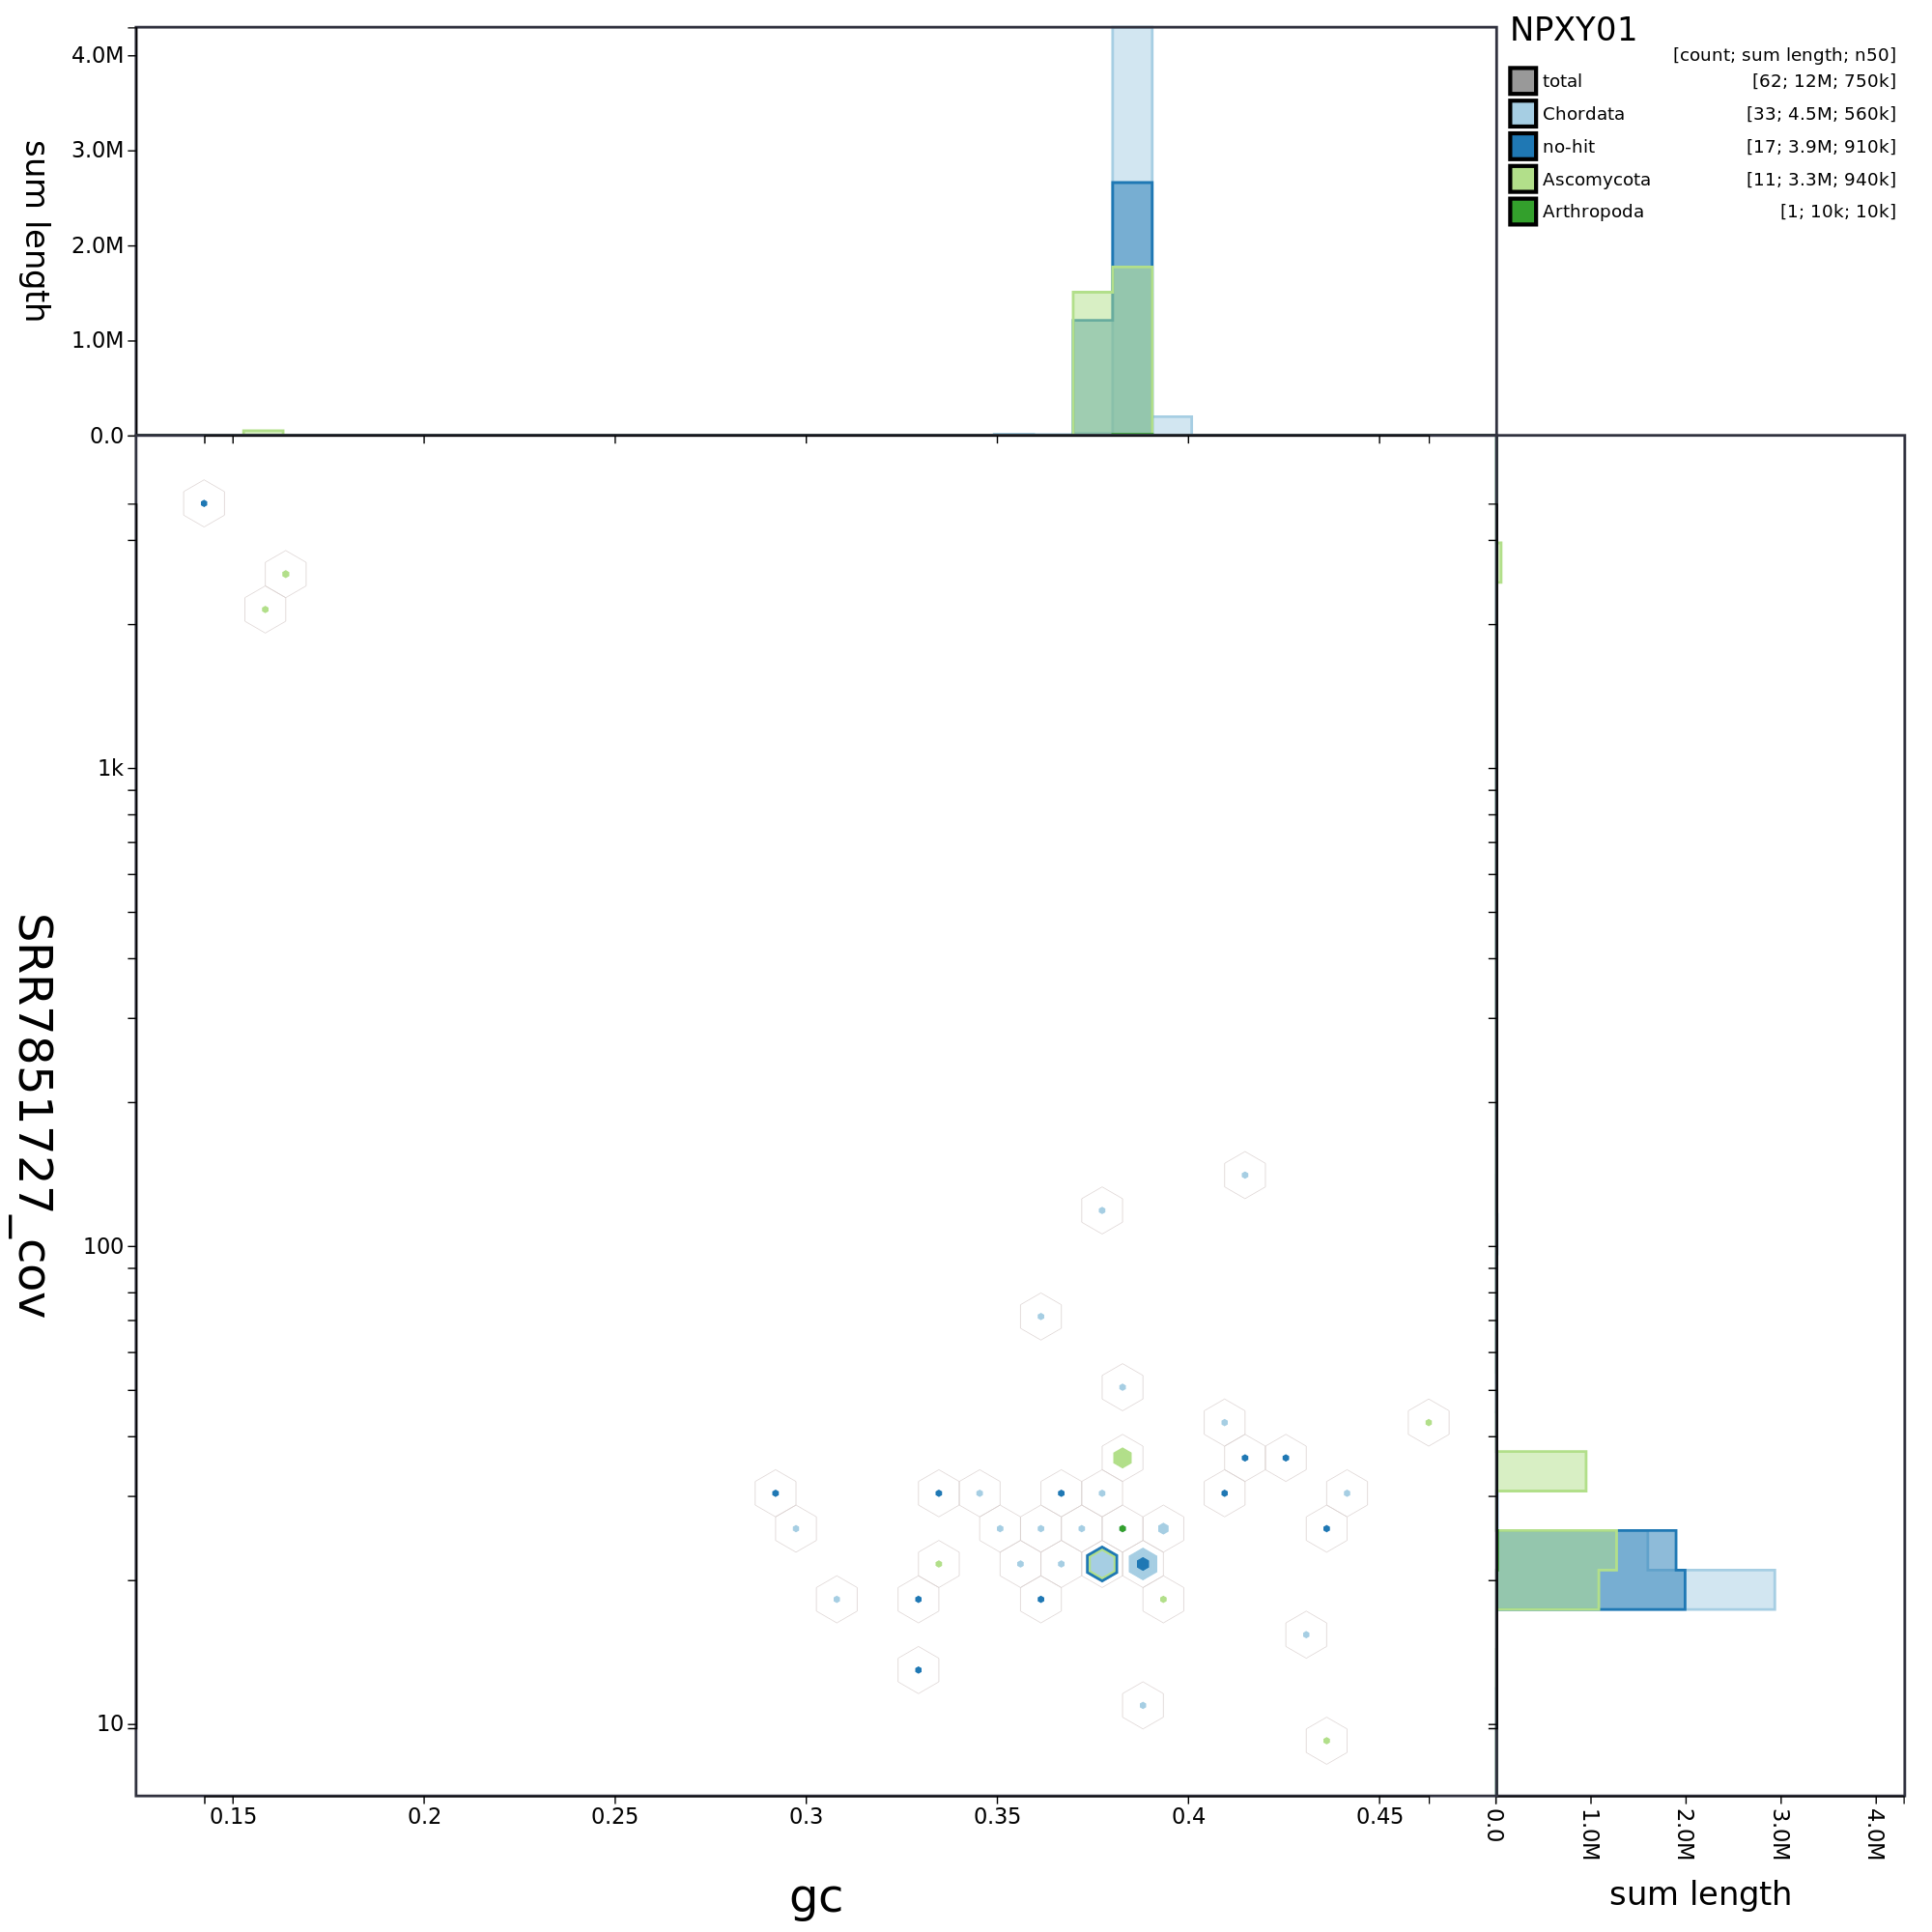 NPXY01
[count; sum length; n50]
total [62; 12M; 750k]
Chordata [33; 4.5M; 560k]
no-hit [17; 3.9M; 910k]
Ascomycota [11; 3.3M; 940k]
Arthropoda [1; 10k; 10k]
sum length
4.0M
3.0M
2.0M
1.0M
0.0
SRR7851727_cov
1k
100
10
0.15 0.2 0.25 0.3 0.35 0.4 0.45
gc
0.0 1.0M 2.0M 3.0M 4.0M
sum length